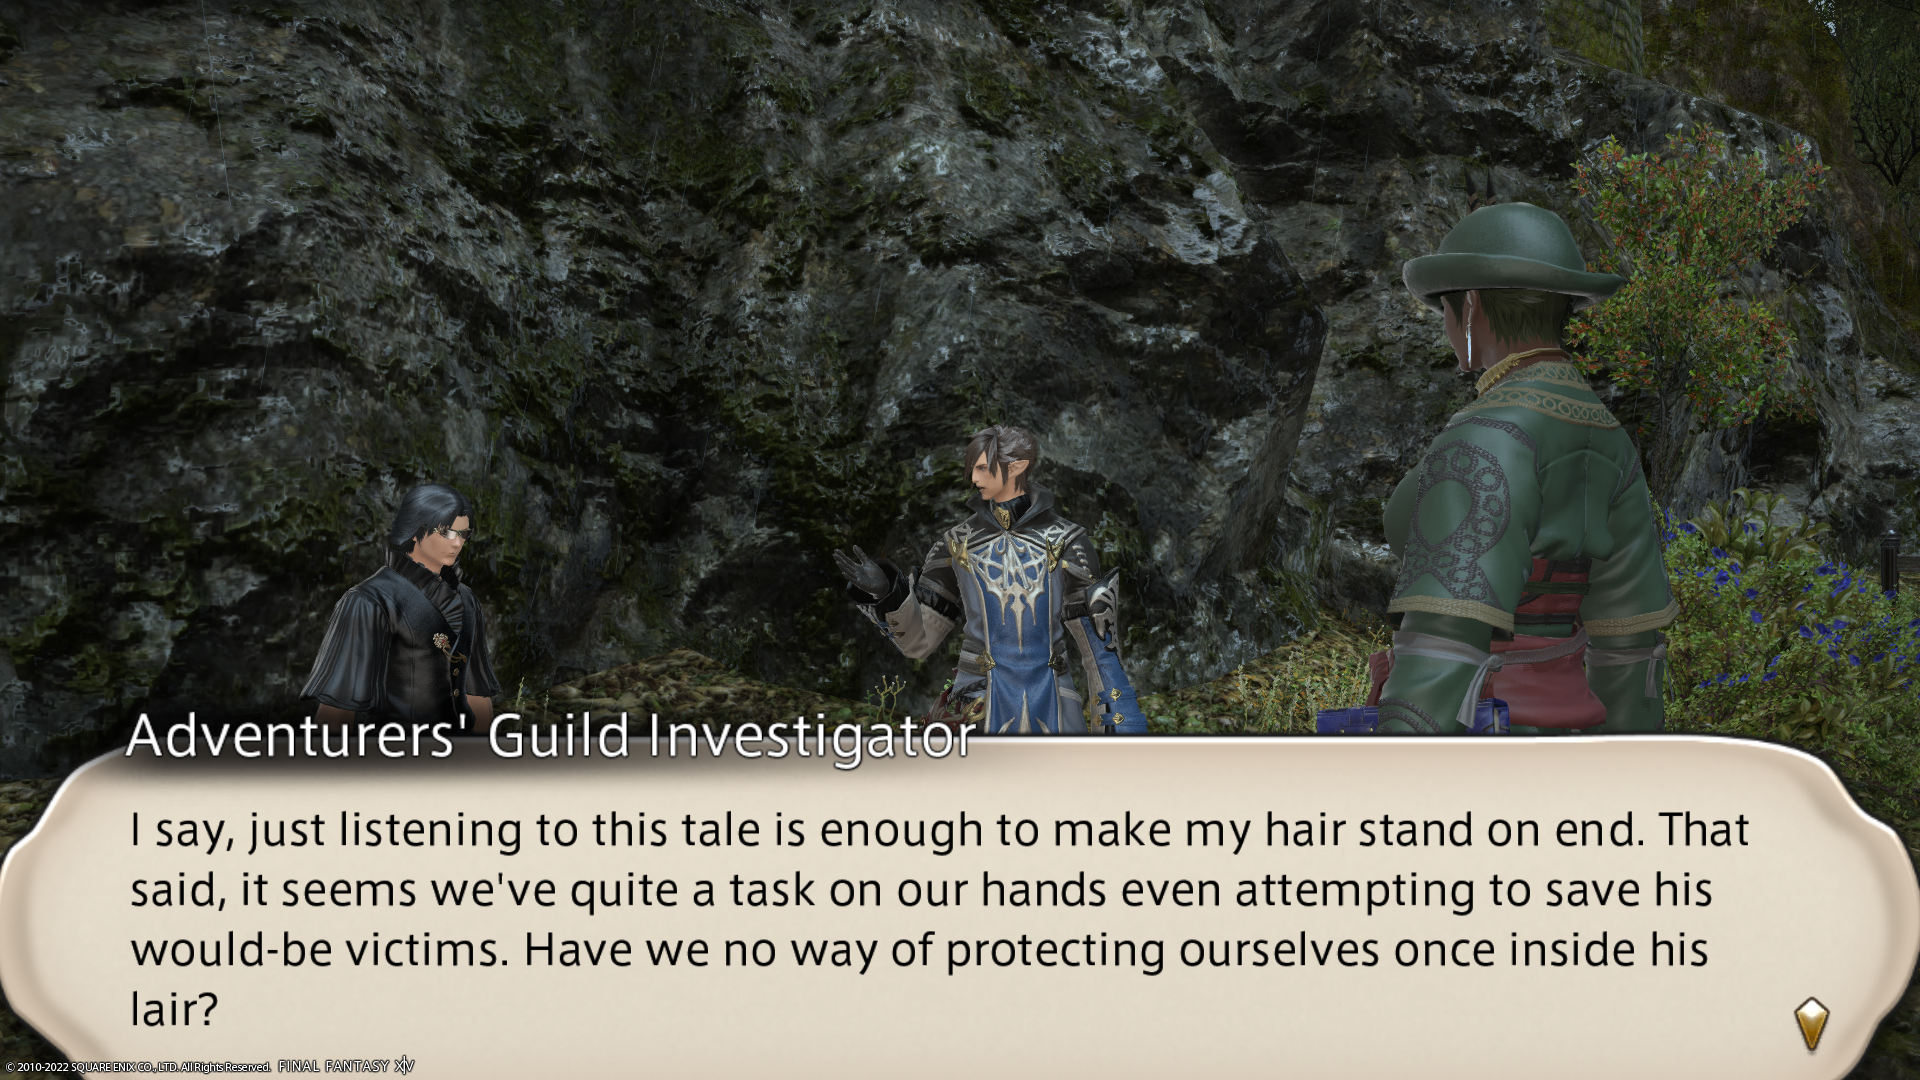 Adventurers' Guild Investigator
I say, just listening to this tale is enough to make my hair stand on end. That
said, it seems we've quite a task on our hands even attempting to save his
would-be victims. Have we no way of protecting ourselves once inside his
lair?
© 2010-2022 SQUARE ENIX CO., LTD. All Rights Reserved. FINAL FANTASY XIV